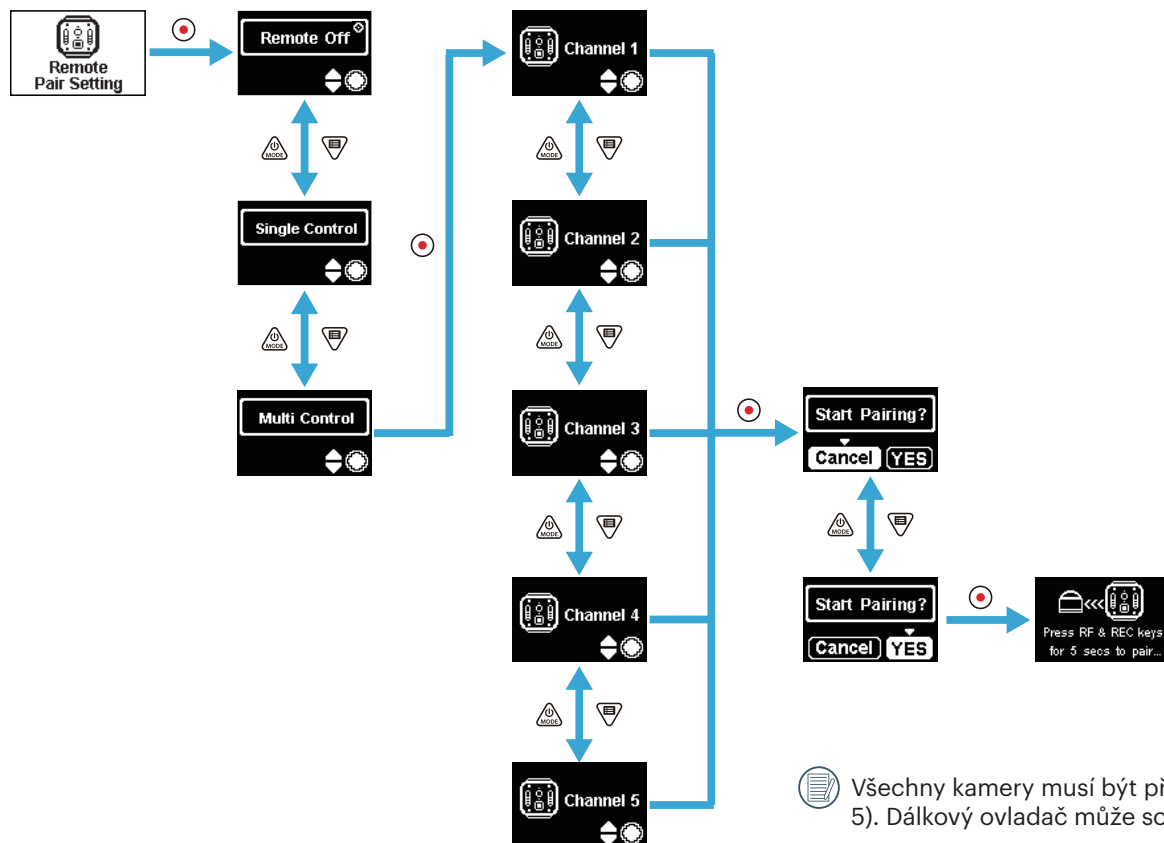 Remote
Pair Setting
Remote Off
MODE
Single Control
MODE
Multi Control
Channel 1
MODE
Channel 2
MODE
Channel 3
MODE
Channel 4
MODE
Channel 5
Start Pairing?
Cancel YES
MODE
Start Pairing?
Cancel YES
Press RF & REC keys
for 5 secs to pair...
Všechny kamery musí být
5). Dálkový ovladač může